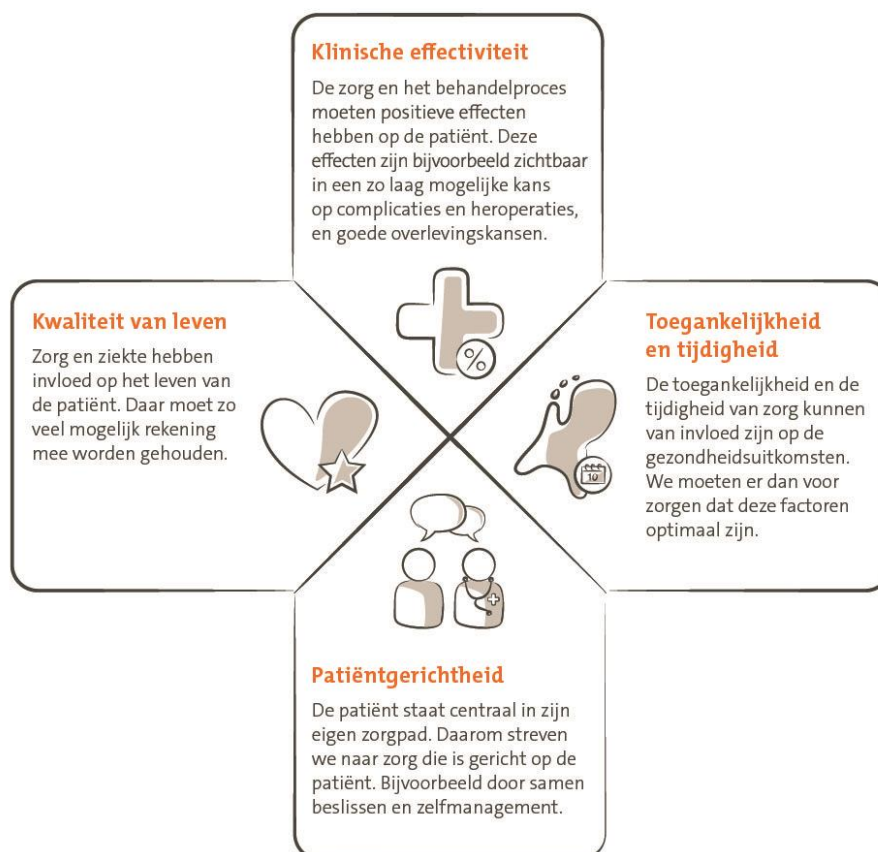 Klinische effectiviteit
De zorg en het behandelproces
moeten positieve effecten
hebben op de patiënt. Deze
effecten zijn bijvoorbeeld zichtbaar
in een zo laag mogelijke kans
op complicaties en heroperaties,
en goede overlevingskansen.
%
Kwaliteit van leven
Zorg en ziekte hebben
invloed op het leven van
de patiënt. Daar moet zo
veel mogelijk rekening
mee worden gehouden.
Toegankelijkheid
en tijdigheid
De toegankelijkheid en de
tijdigheid van zorg kunnen
van invloed zijn op de
gezondheidsuitkomsten.
We moeten er dan voor
zorgen dat deze factoren
optimaal zijn.
10
Patiëntgerichtheid
De patiënt staat centraal in zijn
eigen zorgpad. Daarom streven
we naar zorg die is gericht op de
patiënt. Bijvoorbeeld door samen
beslissen en zelfmanagement.